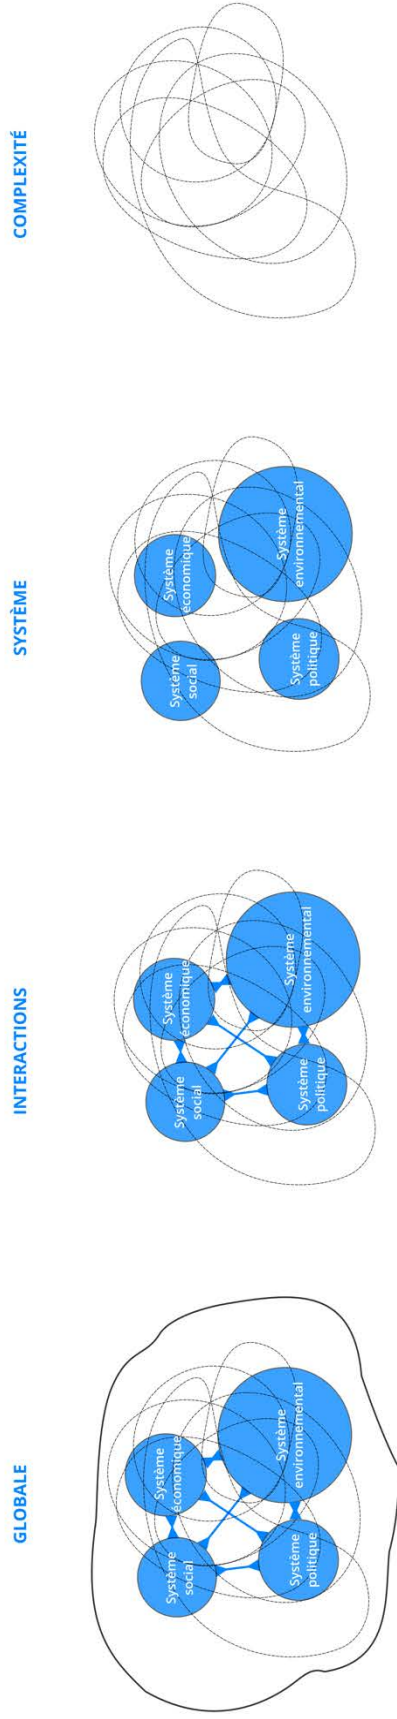 GLOBALE
INTERACTIONS
SYSTÈME
COMPLEXITÉ
Système
social
Système
économique
Système
politique
Système
environnemental
Système
social
Système
économique
Système
politique
Système
environnemental
Système
social
Système
économique
Système
politique
Système
environnemental